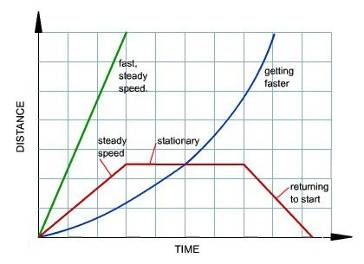 fast,
steady
speed.
getting
faster
steady
speed
stationary
returning
to start
DISTANCE
TIME